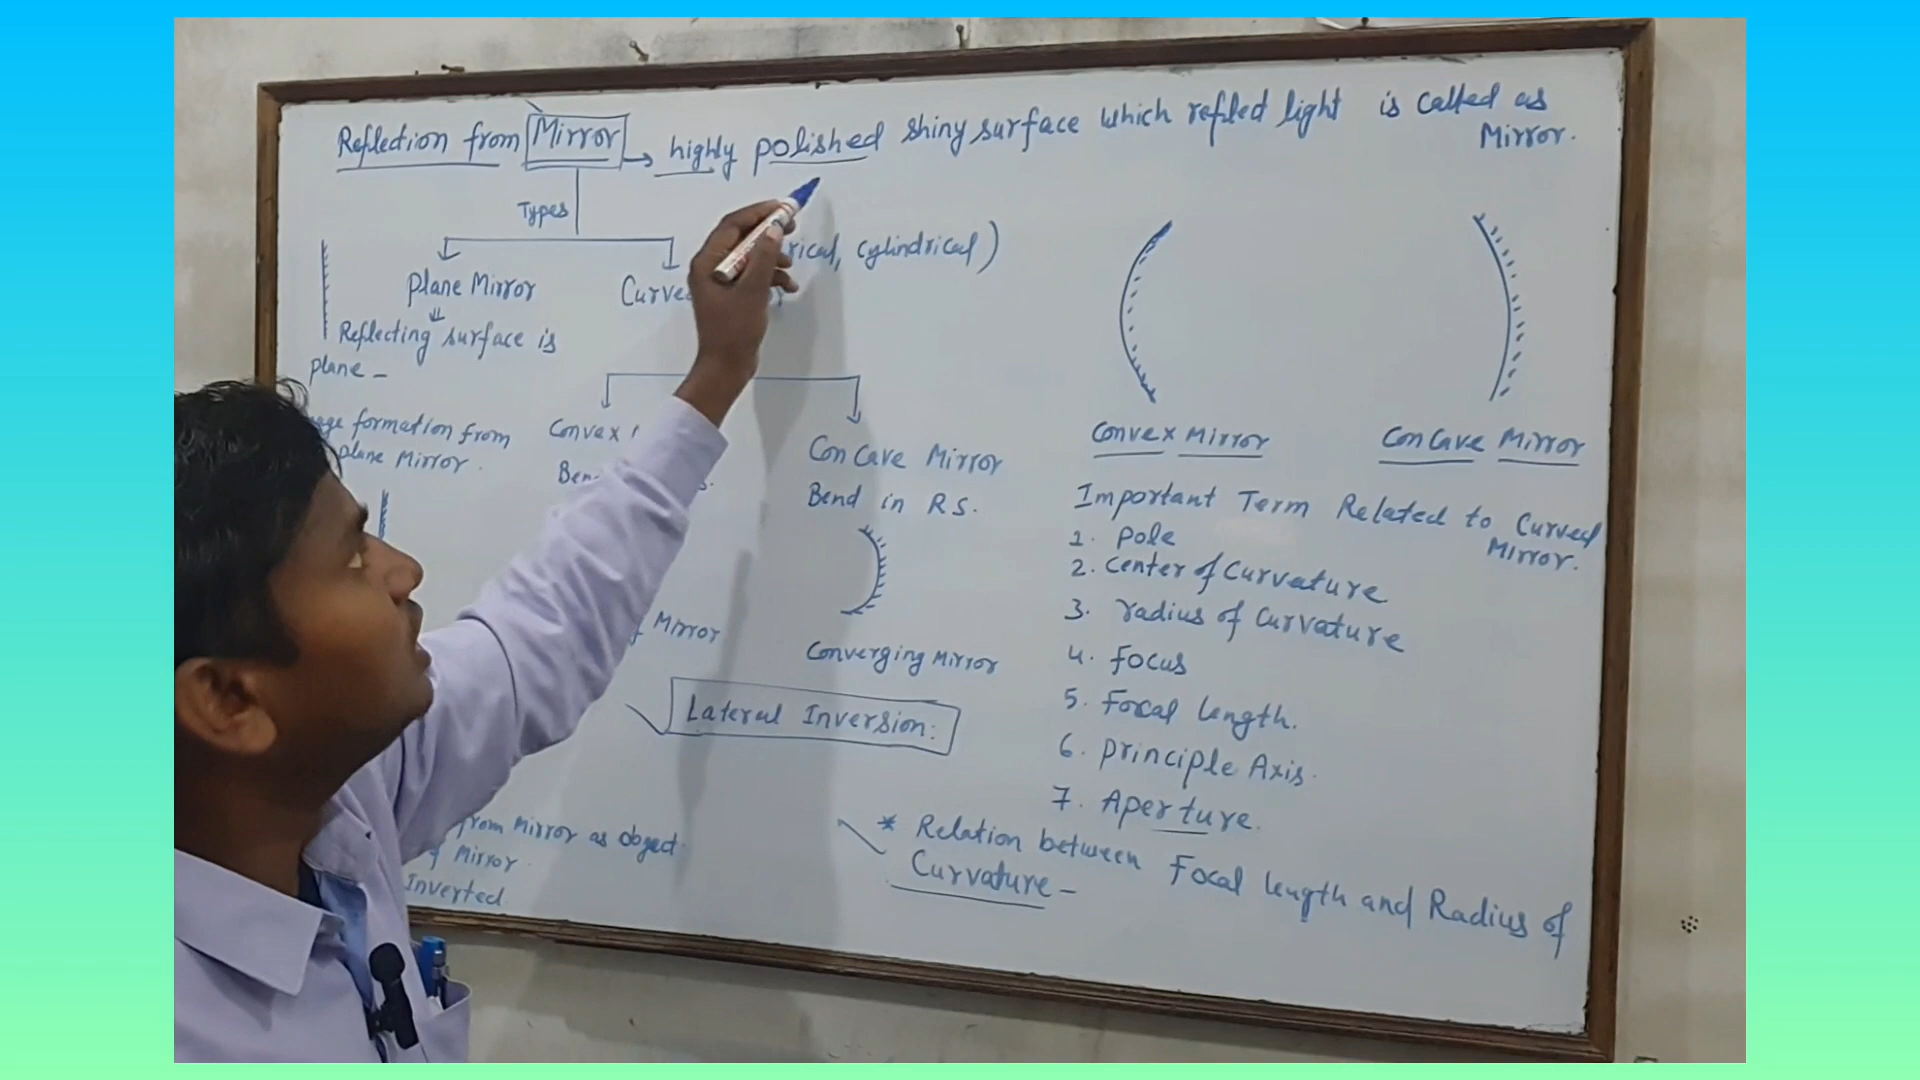 Reflection from Mirror → highly polished shiny surface which refled light is called as
Mirror.
Types
rical, cylindrical)
Plane Mirror
Reflecting surface is
plane -
formation from
plane Mirror.
Convex
Concave Mirror
Bend in R.S.
Mirror
Converging Mirror
Lateral Inversion:
from Mirror as object
Mirror
Inverted
Convex Mirror
Concave Mirror
Important Term Related to Curved
Mirror.
1. Pole
2. Center of Curvature
3. radius of Curvature
4. Focus
5. Focal length.
6. Principle Axis.
7. Aperture.
* Relation between Focal length and Radius of
Curvature -